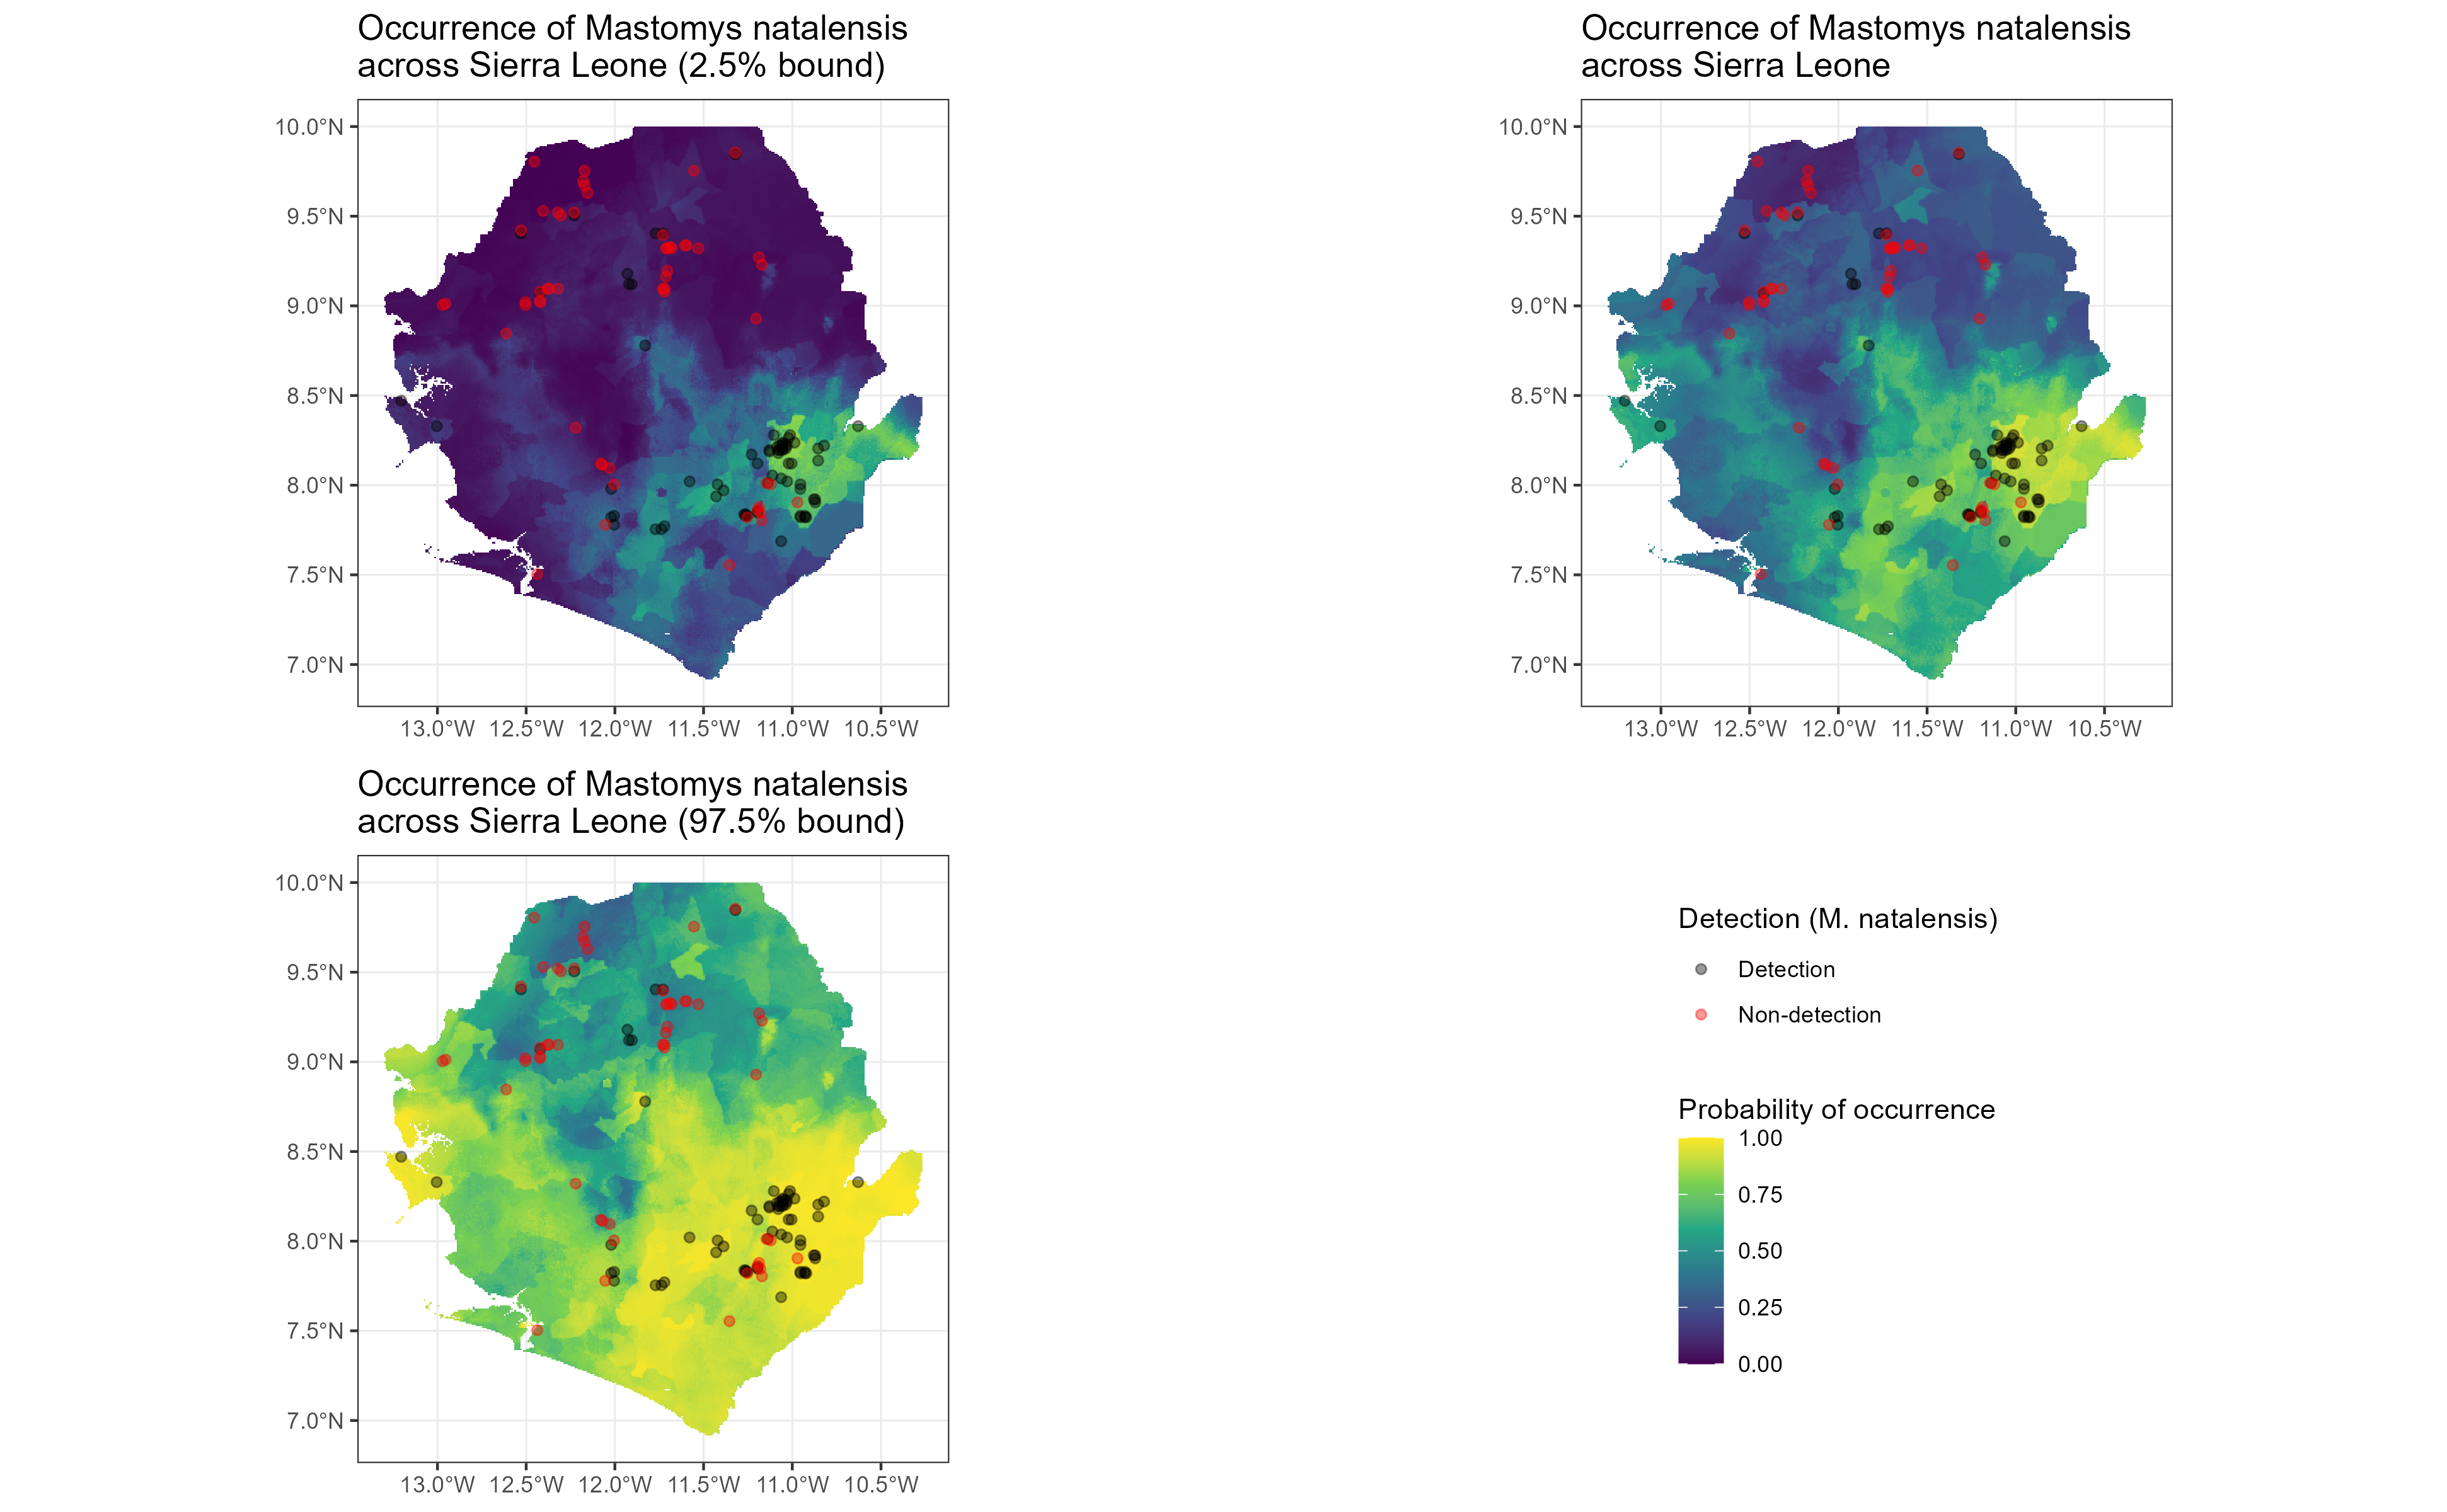 Occurrence of Mastomys natalensis
across Sierra Leone (2.5% bound)
10.0°N
9.5°N
9.0°N
8.5°N
8.0°N
7.5°N
7.0°N
13.0°W 12.5°W 12.0°W 11.5°W 11.0°W 10.5°W
Occurrence of Mastomys natalensis
across Sierra Leone
10.0°N
9.5°N
9.0°N
8.5°N
8.0°N
7.5°N
7.0°N
13.0°W 12.5°W 12.0°W 11.5°W 11.0°W 10.5°W
Occurrence of Mastomys natalensis
across Sierra Leone (97.5% bound)
10.0°N
9.5°N
9.0°N
8.5°N
8.0°N
7.5°N
7.0°N
13.0°W 12.5°W 12.0°W 11.5°W 11.0°W 10.5°W
Detection (M. natalensis)
Detection
Non-detection
Probability of occurrence
1.00
0.75
0.50
0.25
0.00